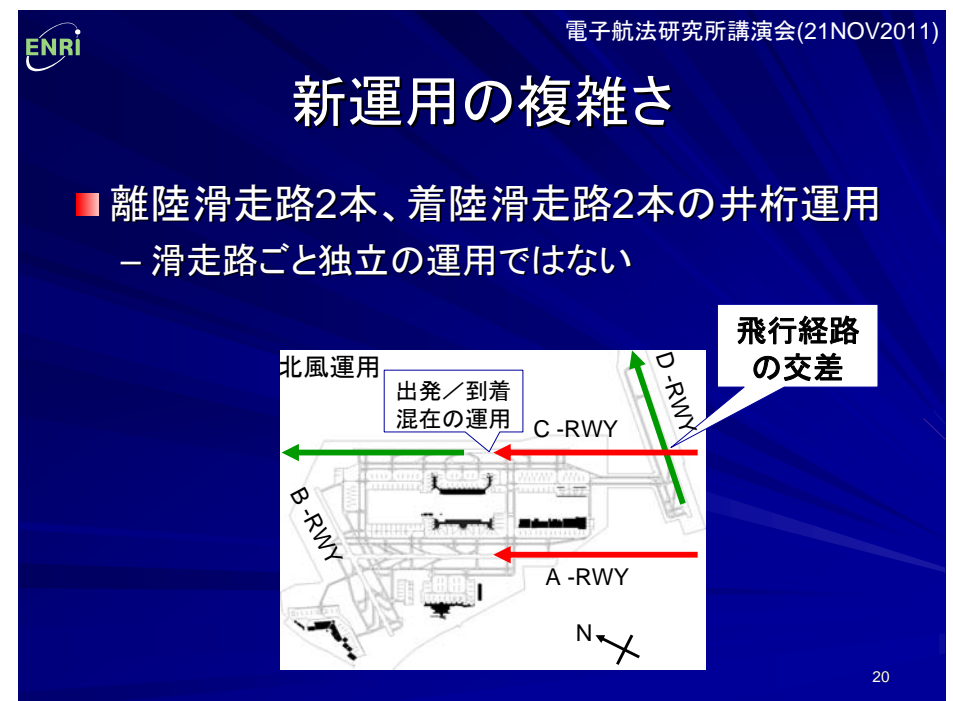 電子航法研究所講演会(21NOV2011)
ENRI
新運用の複雑さ
離陸滑走路2本、着陸滑走路2本の井桁運用
– 滑走路ごと独立の運用ではない
飛行経路
の交差
北風運用
出発／到着
混在の運用
D -RWY
C -RWY
B -RWY
A -RWY
N
20